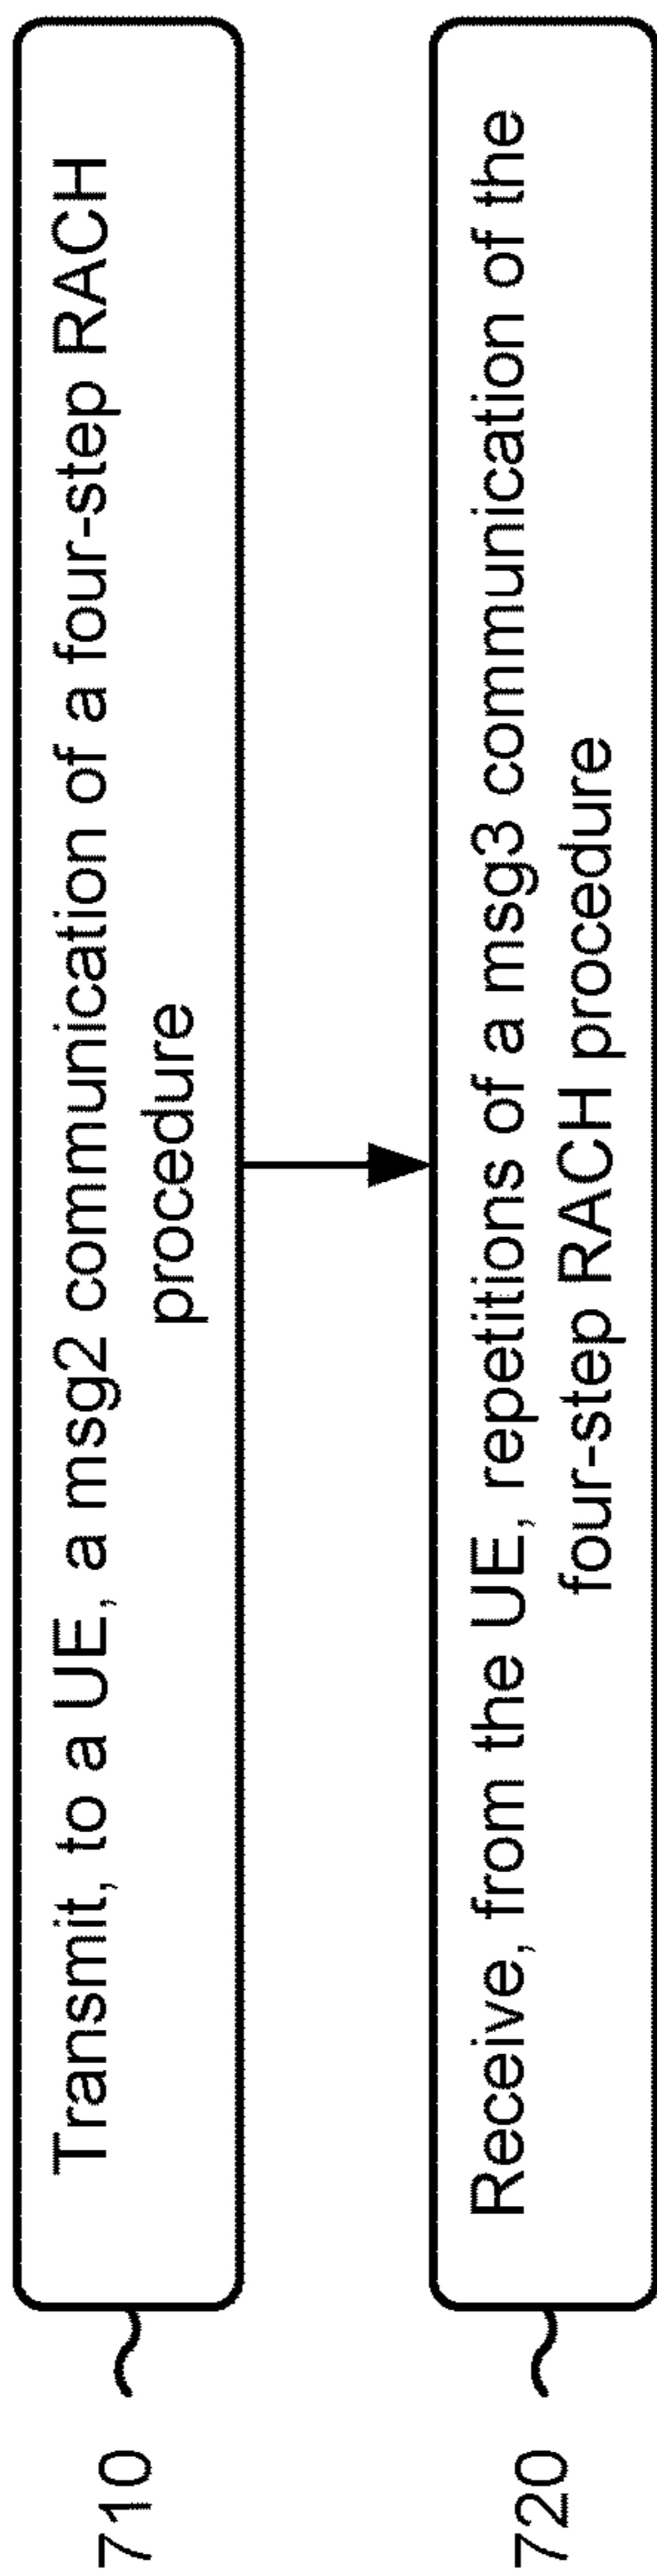 710
Transmit, to a UE, a msg2 communication of a four-step RACH
procedure
720
Receive, from the UE, repetitions of a msg3 communication of the
four-step RACH procedure